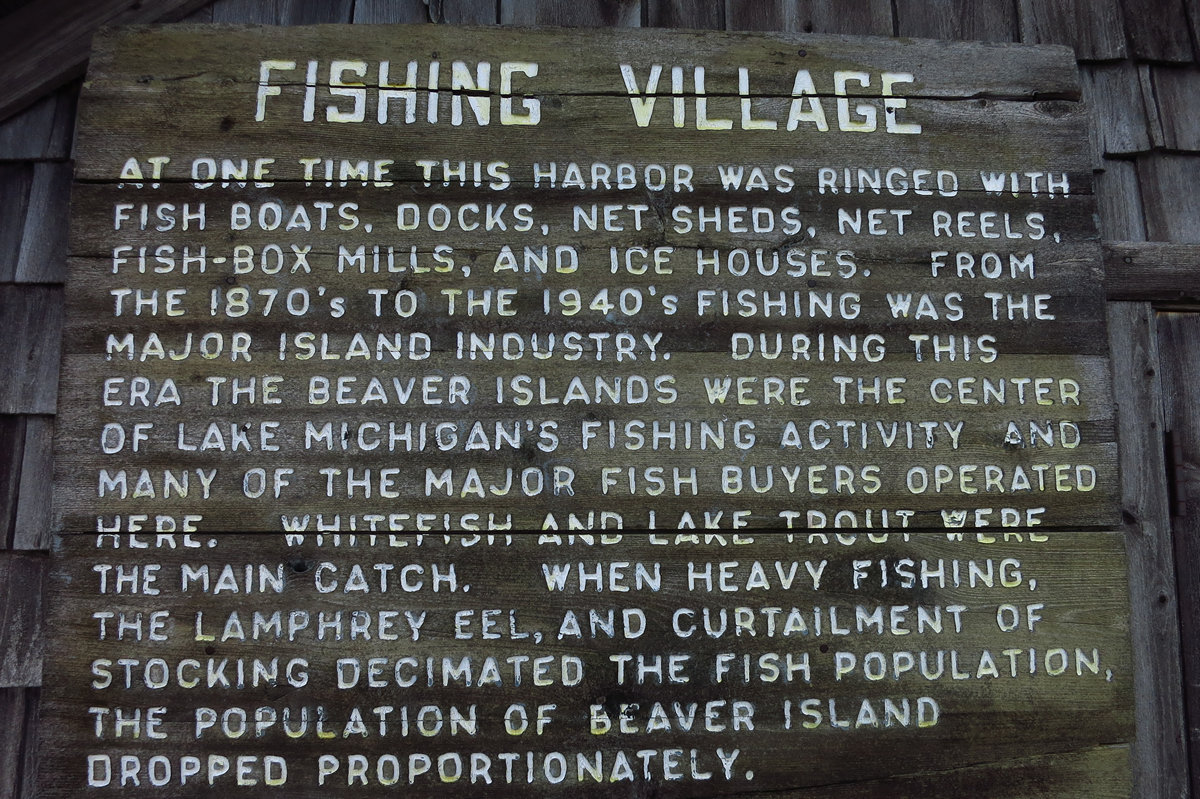 FISHING VILLAGE
AT ONE TIME THIS HARBOR WAS RINGED WITH
FISH BOATS, DOCKS, NET SHEDS, NET REELS,
FISH-BOX MILLS, AND ICE HOUSES. FROM
THE 1870's TO THE 1940's FISHING WAS THE
MAJOR ISLAND INDUSTRY. DURING THIS
ERA THE BEAVER ISLANDS WERE THE CENTER
OF LAKE MICHIGAN'S FISHING ACTIVITY AND
MANY OF THE MAJOR FISH BUYERS OPERATED
HERE. WHITEFISH AND LAKE TROUT WERE
THE MAIN CATCH. WHEN HEAVY FISHING,
THE LAMPHREY EEL, AND CURTAILMENT OF
STOCKING DECIMATED THE FISH POPULATION,
THE POPULATION OF BEAVER ISLAND
DROPPED PROPORTIONATELY.